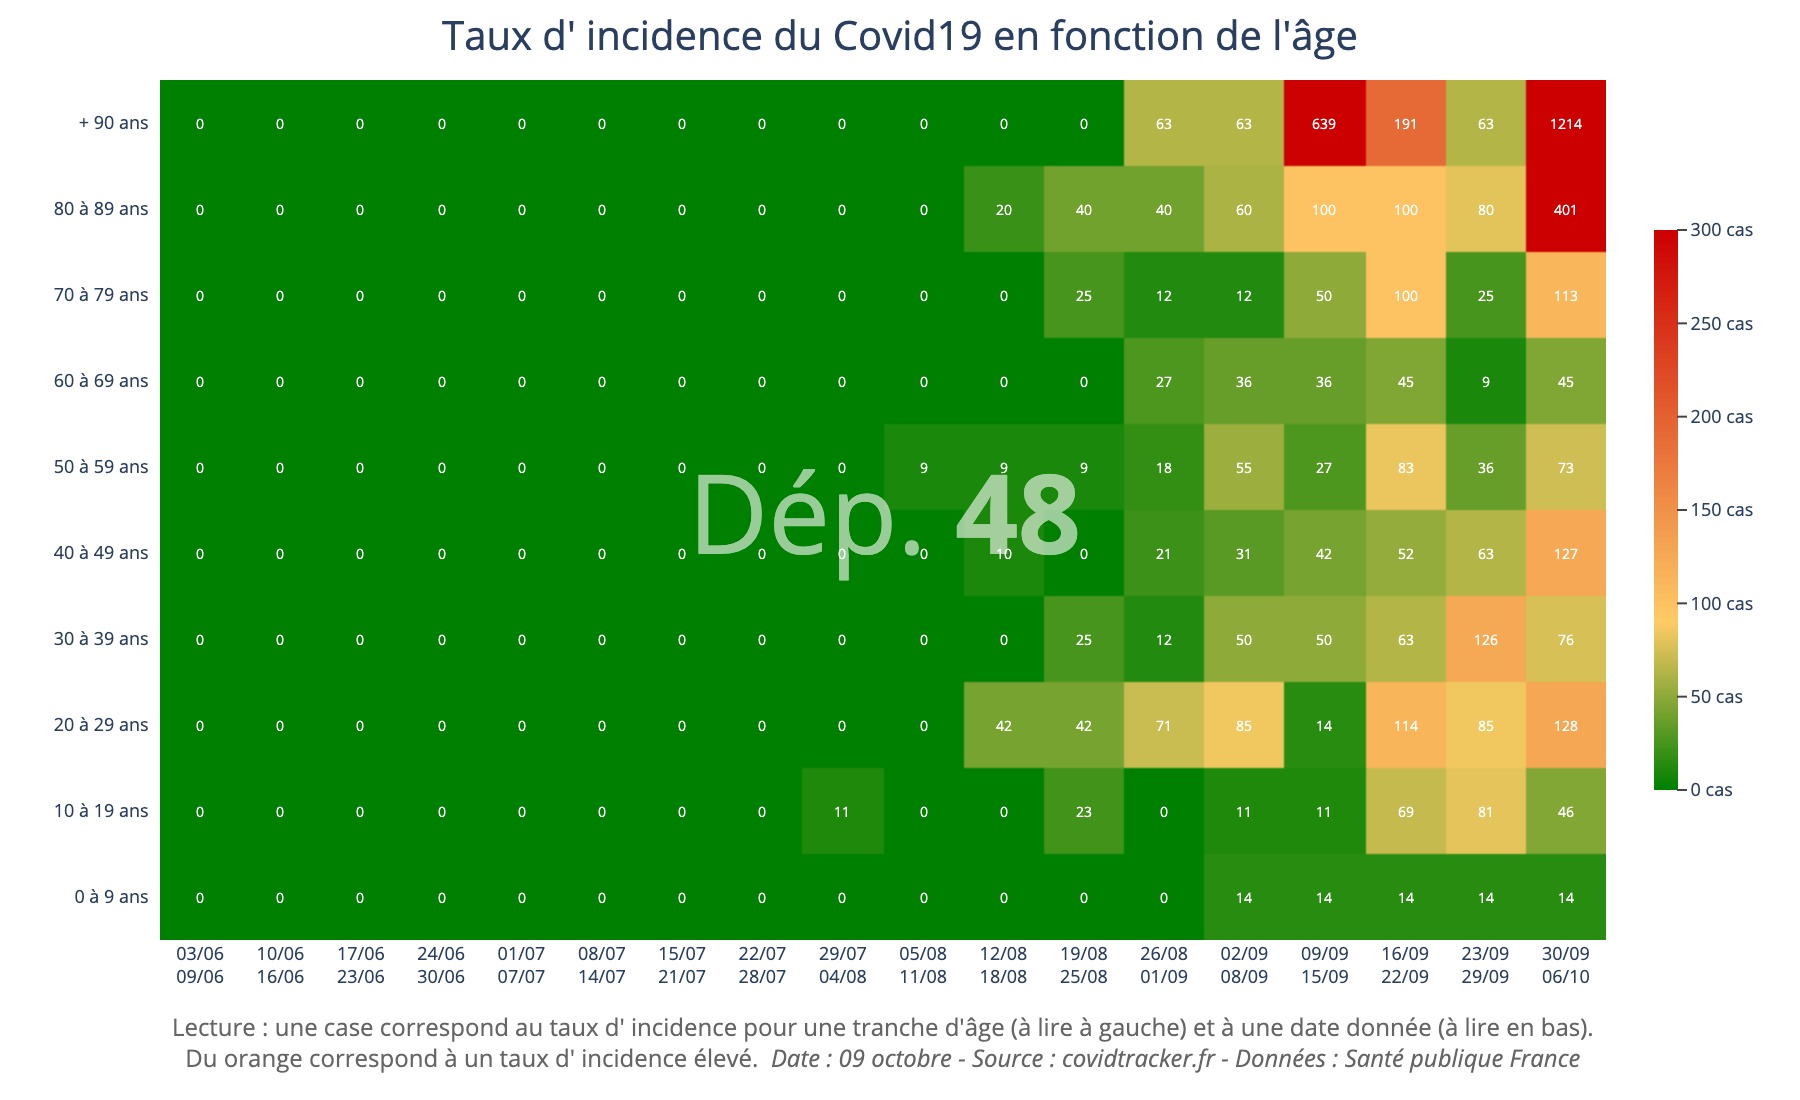 Taux d' incidence du Covid19 en fonction de l'âge
+ 90 ans 0 0 0 0 0 0 0 0 0 0 0 0 63 63 639 191 63 1214
80 à 89 ans 0 0 0 0 0 0 0 0 0 0 20 40 40 60 100 100 80 401
300 cas
250 cas
70 à 79 ans 0 0 0 0 0 0 0 0 0 0 0 25 12 12 50 100 25 113
60 à 69 ans 0 0 0 0 0 0 0 0 0 0 0 0 27 36 36 45 9 45
200 cas
50 à 59 ans 0 0 0 0 0 0 0 0 0 9 9 9 18 55 27 83 36 73
150 cas
Dép. 48
40 à 49 ans 0 0 0 0 0 0 0 0 0 0 10 0 21 31 42 52 63 127
100 cas
30 à 39 ans 0 0 0 0 0 0 0 0 0 0 0 25 12 50 50 63 126 76
50 cas
20 à 29 ans 0 0 0 0 0 0 0 0 0 0 42 42 71 85 14 114 85 128
0 cas
10 à 19 ans 0 0 0 0 0 0 0 0 11 0 0 23 0 11 11 69 81 46
0 à 9 ans 0 0 0 0 0 0 0 0 0 0 0 0 0 14 14 14 14 14
03/06 10/06 17/06 24/06 01/07 08/07 15/07 22/07 29/07 05/08 12/08 19/08 26/08 02/09 09/09 16/09 23/09 30/09
09/06 16/06 23/06 30/06 07/07 14/07 21/07 28/07 04/08 11/08 18/08 25/08 01/09 08/09 15/09 22/09 29/09 06/10
Lecture : une case correspond au taux d' incidence pour une tranche d'âge (à lire à gauche) et à une date donnée (à lire en bas).
Du orange correspond à un taux d' incidence élevé. Date : 09 octobre - Source : covidtracker.fr - Données : Santé publique France